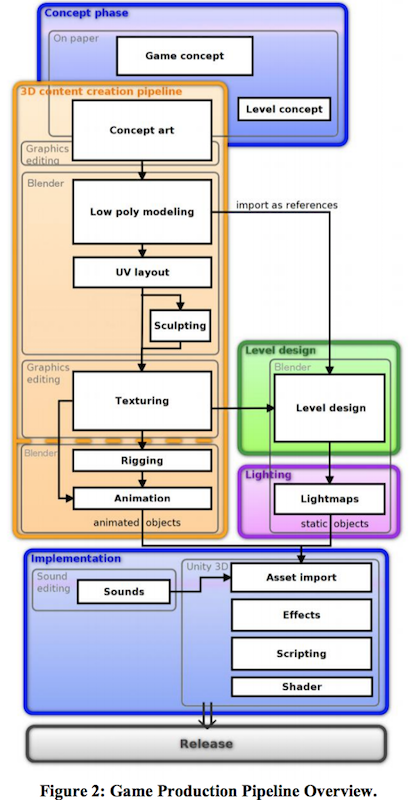 Concept phase
On paper
Game concept
Level concept
3D content creation pipeline
Concept art
Graphics
editing
Blender
Low poly modeling
import as references
UV layout
Sculpting
Graphics
editing
Texturing
Level design
Blender
Level design
Blender
Rigging
Animation
animated objects
Lighting
Lightmaps
static objects
Implementation
Sound
editing
Sounds
Unity 3D
Asset import
Effects
Scripting
Shader
Release
Figure 2: Game Production Pipeline Overview.